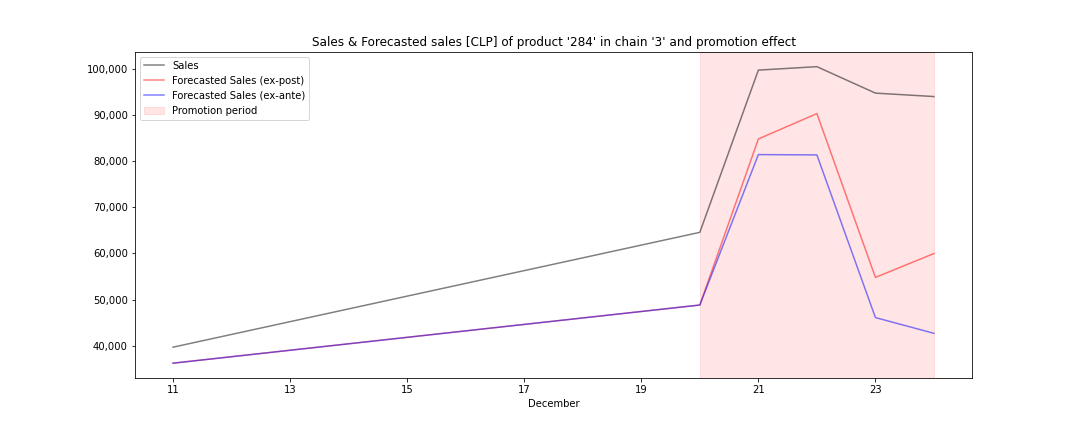 Sales & Forecasted sales [CLP] of product '284' in chain '3' and promotion effect
Sales
Forecasted Sales (ex-post)
Forecasted Sales (ex-ante)
Promotion period
100,000
90,000
80,000
70,000
60,000
50,000
40,000
11 13 15 17 19 21 23
December